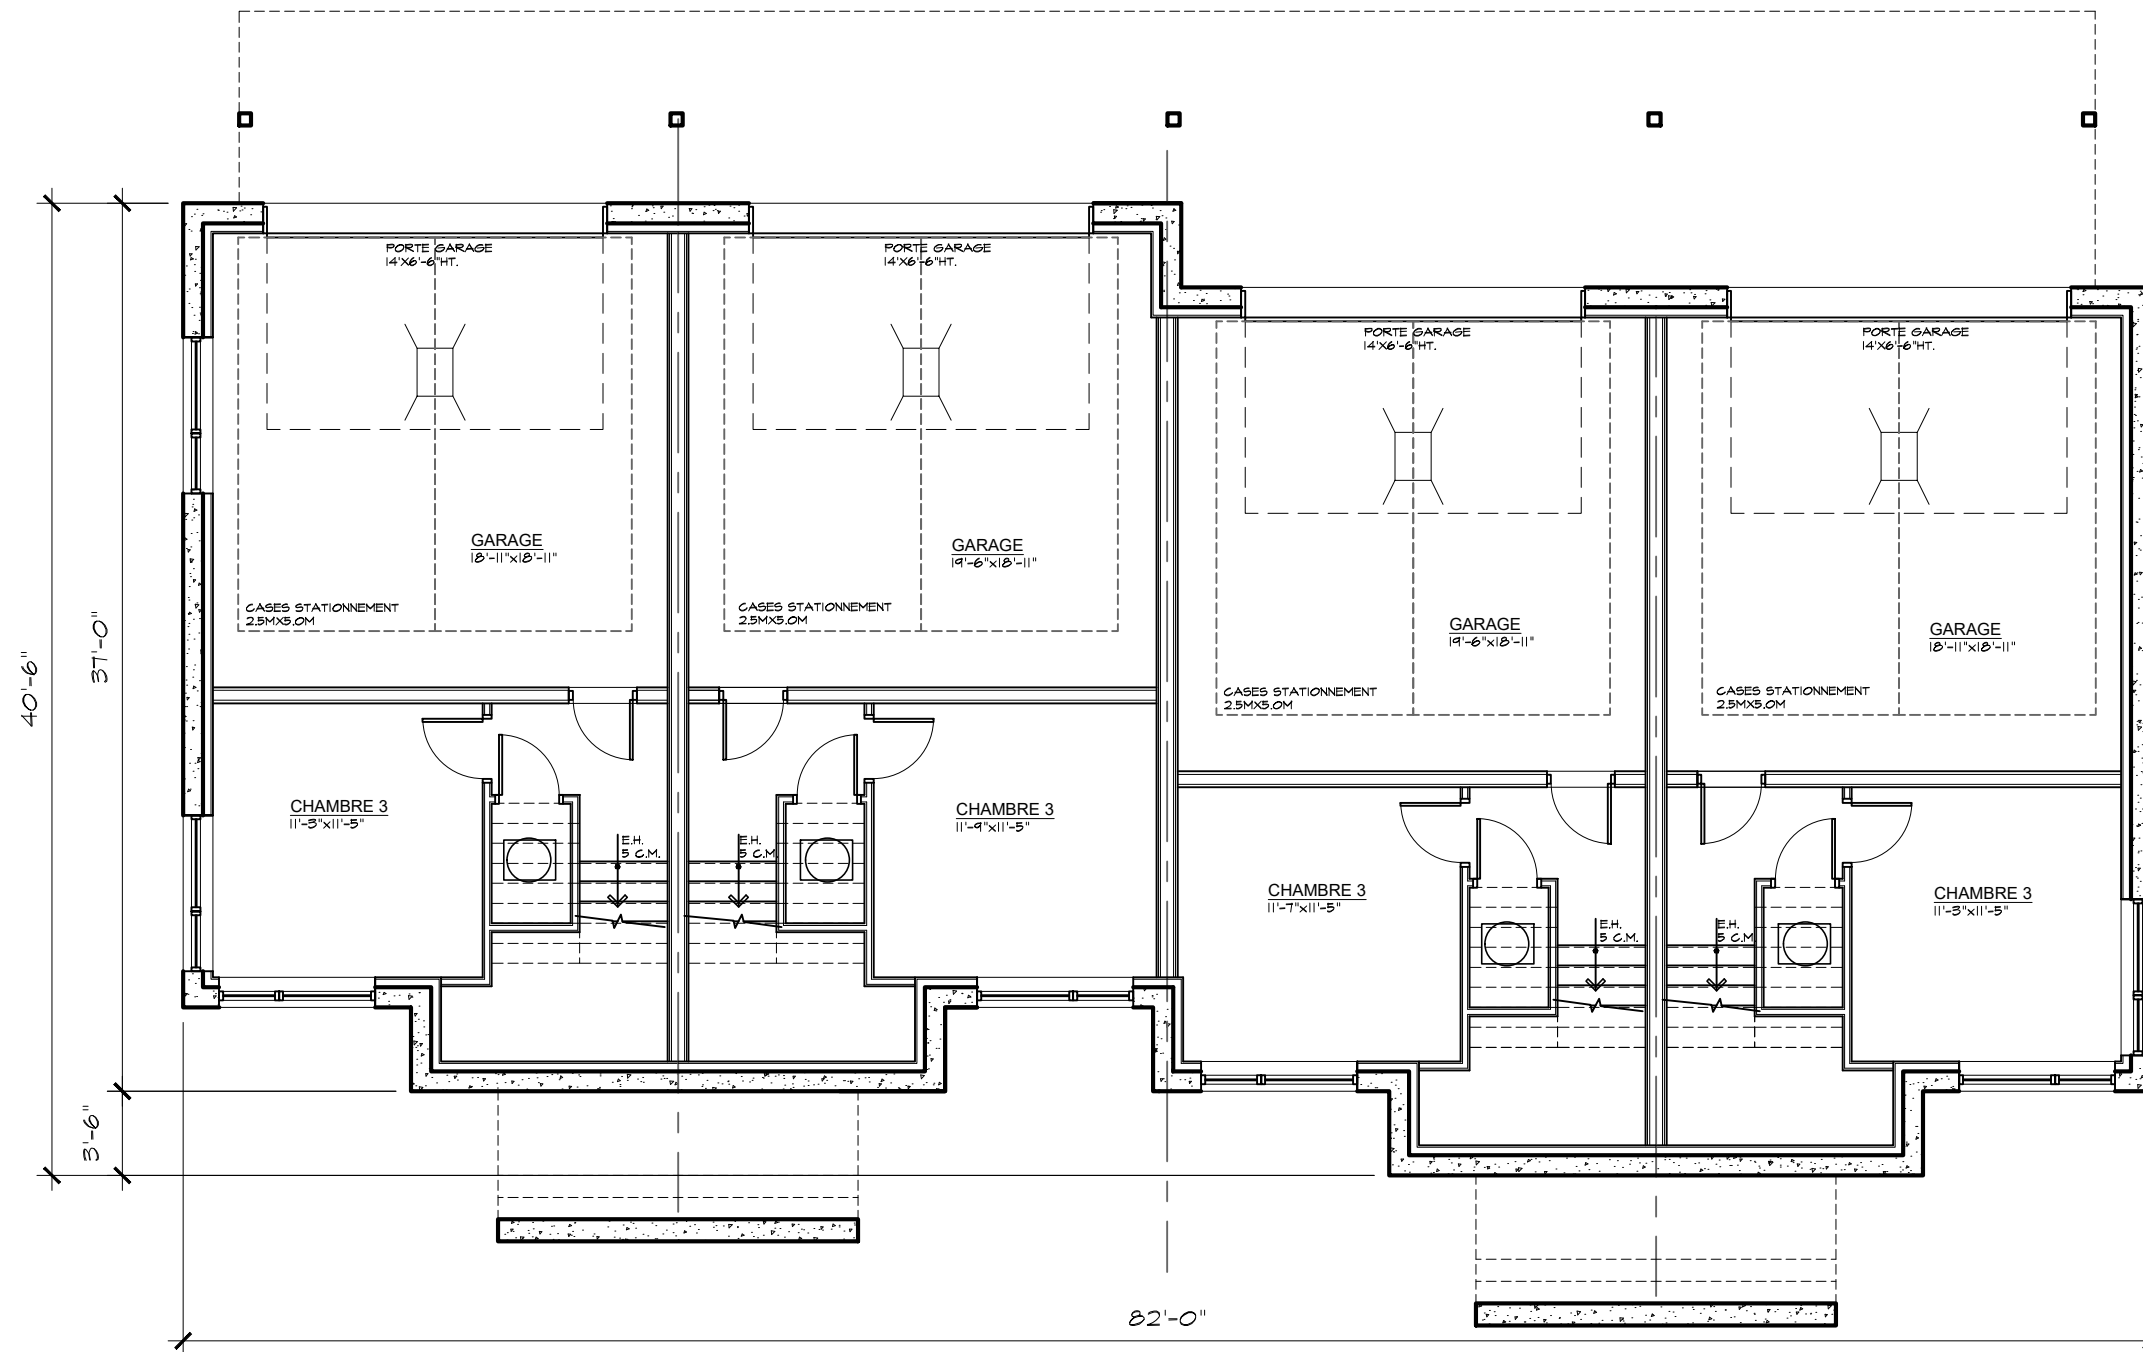 PORTE GARAGE
14'X6'-6"HT.
PORTE GARAGE
14'X6'-6"HT.
PORTE GARAGE
14'X6'-6"HT.
PORTE GARAGE
14'X6'-6"HT.
GARAGE
18'-11"x18'-11"
GARAGE
19'-6"x18'-11"
CASES STATIONNEMENT
2.5MX5.0M
CASES STATIONNEMENT
2.5MX5.0M
GARAGE
19'-6"x18'-11"
GARAGE
18'-11"x18'-11"
40'-6"
37'-0"
CASES STATIONNEMENT
2.5MX5.0M
CASES STATIONNEMENT
2.5MX5.0M
CHAMBRE 3
11'-3"x11'-5"
E.H.
5 C.M.
E.H.
5 C.M.
CHAMBRE 3
11'-9"x11'-5"
CHAMBRE 3
11'-7"x11'-5"
E.H.
5 C.M.
E.H.
5 C.M.
CHAMBRE 3
11'-3"x11'-5"
3'-6"
82'-0"